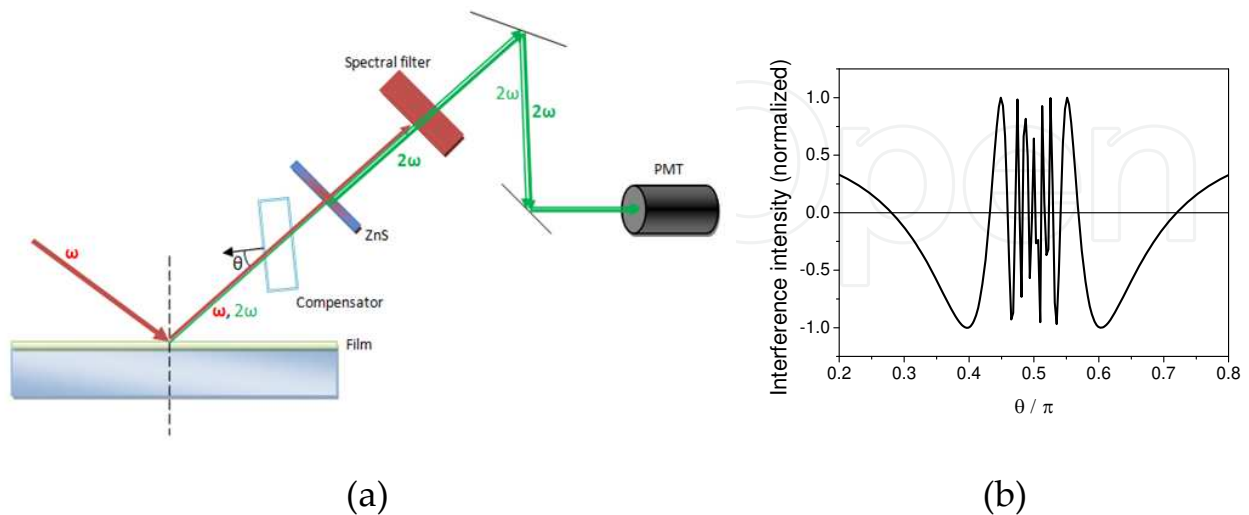 Spectral filter
2ω
2ω
2ω
PMT
ZnS
ω
θ
Compensator
ω, 2ω
Film
(a)
Open
Interference intensity (normalized)
1.0
0.5
0.0
-0.5
-1.0
0.2 0.3 0.4 0.5 0.6 0.7 0.8
θ / π
(b)